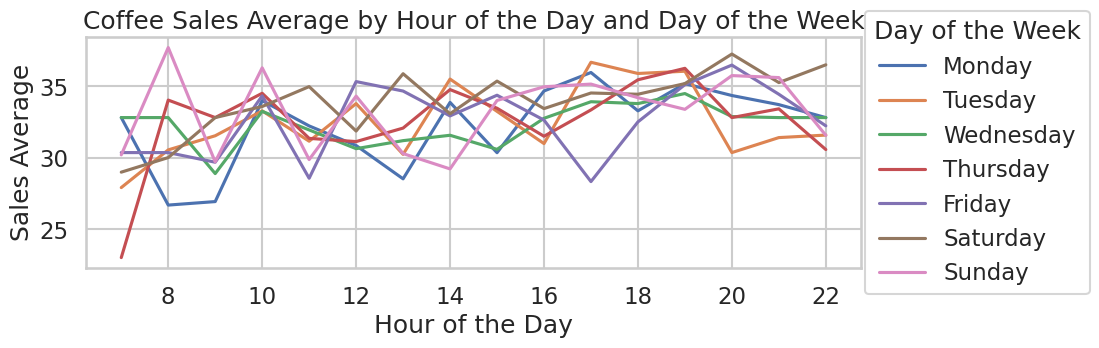 Coffee Sales Average by Hour of the Day and Day of the Week
Sales Average
35
30
25
8 10 12 14 16 18 20 22
Hour of the Day
Day of the Week
Monday
Tuesday
Wednesday
Thursday
Friday
Saturday
Sunday